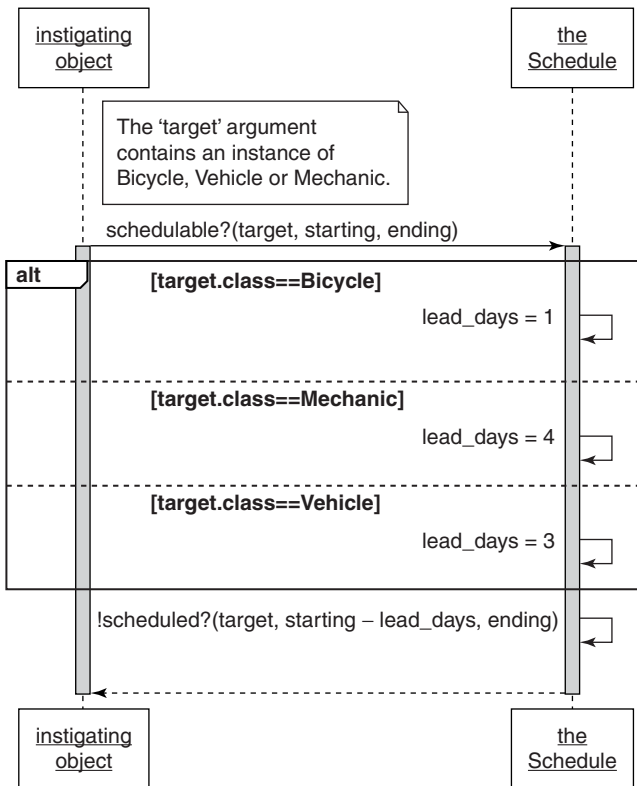 instigating
object
the
Schedule
The ‘target’ argument
contains an instance of
Bicycle, Vehicle or Mechanic.
schedulable?(target, starting, ending)
alt
[target.class==Bicycle]
lead_days = 1
[target.class==Mechanic]
lead_days = 4
[target.class==Vehicle]
lead_days = 3
!scheduled?(target, starting – lead_days, ending)
instigating
object
the
Schedule